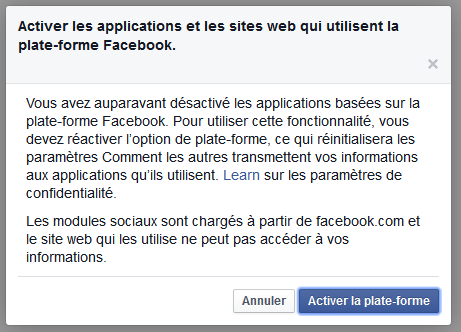 Activer les applications et les sites web qui utilisent la
plate-forme Facebook.
×
Vous avez auparavant désactivé les applications basées sur la
plate-forme Facebook. Pour utiliser cette fonctionnalité, vous
devez réactiver l'option de plate-forme, ce qui réinitialisera les
paramètres Comment les autres transmettent vos informations
aux applications qu'ils utilisent. Learn sur les paramètres de
confidentialité.
Les modules sociaux sont chargés à partir de facebook.com et
le site web qui les utilise ne peut pas accéder à vos
informations.
Annuler Activer la plate-forme